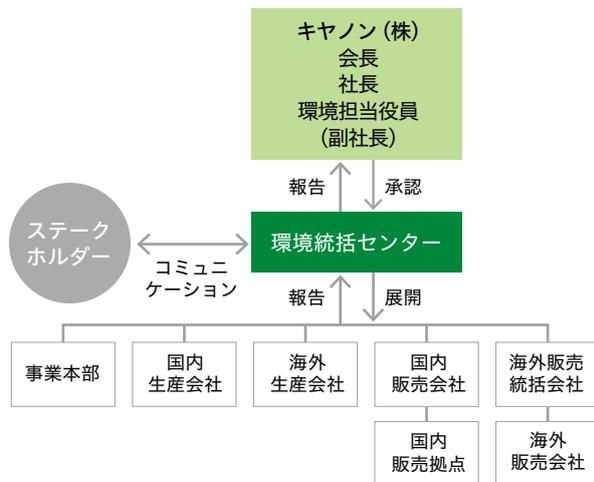 キヤノン（株）
会長
社長
環境担当役員
（副社長）
報告
承認
ステーク
ホルダー
環境統括センター
コミュニ
ケーション
報告
展開
事業本部
国内
生産会社
海外
生産会社
国内
販売会社
海外販売
統括会社
国内
販売拠点
海外
販売会社